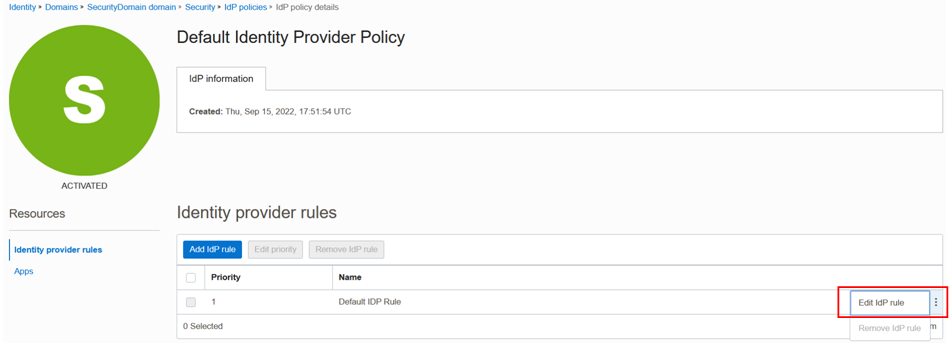 Identity > Domains > SecurityDomain domain > Security > IdP policies > IdP policy details
Default Identity Provider Policy
S
IdP information
Created: Thu, Sep 15, 2022, 17:51:54 UTC
ACTIVATED
Resources
Identity provider rules
Apps
Identity provider rules
Add IdP rule Edit priority Remove IdP rule
Priority Name
1 Default IDP Rule
Edit IdP rule
0 Selected
Remove IdP rule